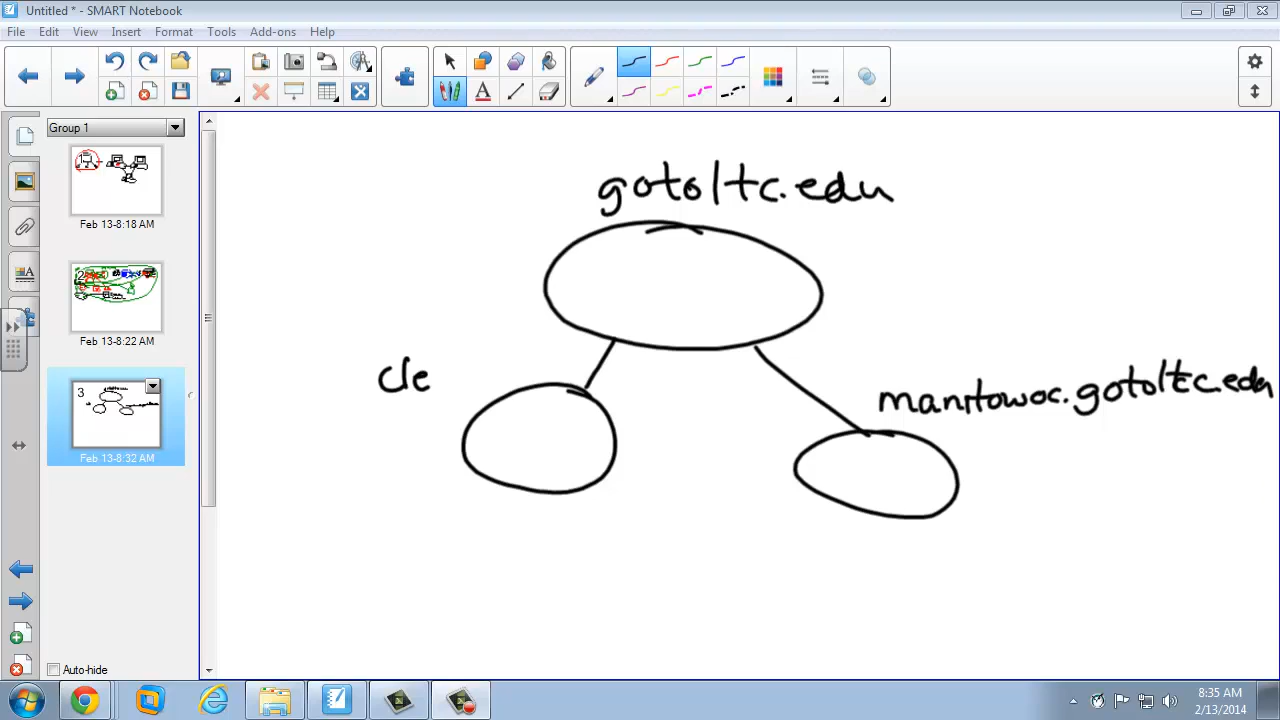 Untitled * - SMART Notebook
File Edit View Insert Format Tools Add-ons Help
Group 1
Feb 13-8:18 AM
2
Feb 13-8:22 AM
3
Feb 13-8:32 AM
Auto-hide
gotoltc.edu
cle
manitowoc.gotoltc.edu
8:35 AM
2/13/2014